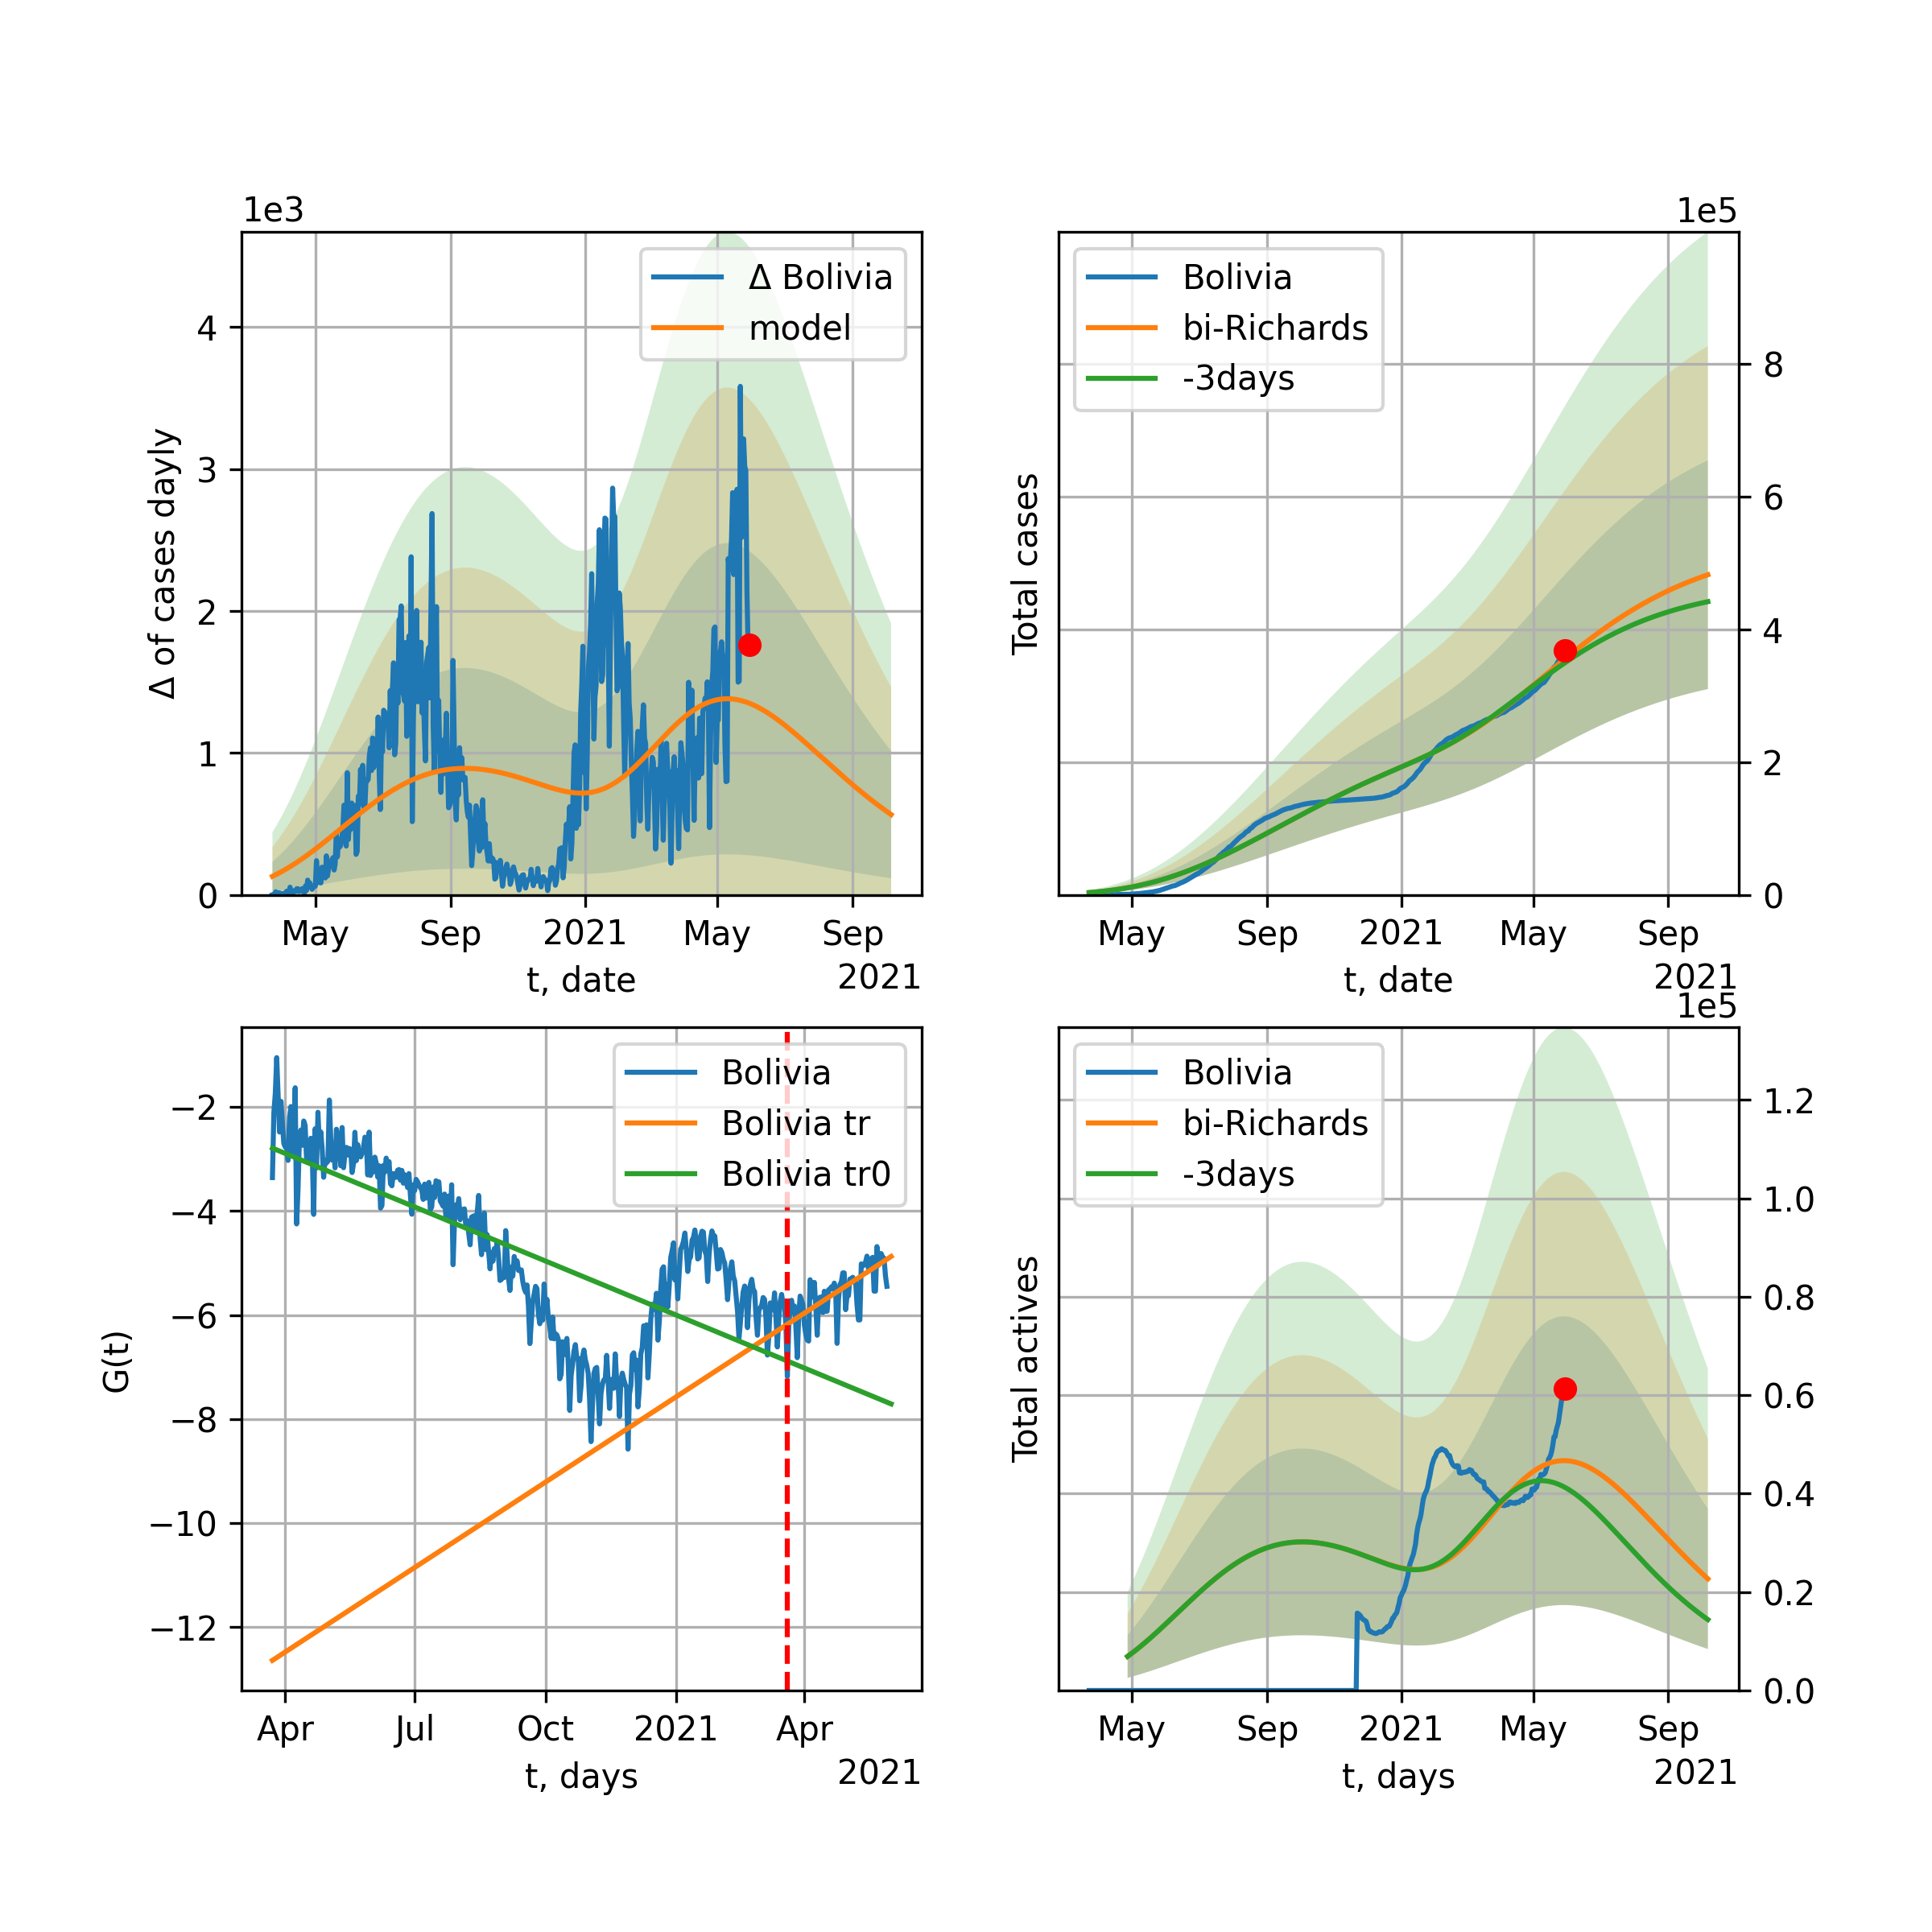 1e3
Δ of cases dayly
4
3
2
1
0
Δ Bolivia
model
May Sep 2021 May Sep
t, date
2021
1e5
Total cases
Bolivia
bi-Richards
-3days
8
6
4
2
0
May Sep 2021 May Sep
t, date
2021
G(t)
−2
−4
−6
−8
−10
−12
Bolivia
Bolivia tr
Bolivia tr0
Apr Jul Oct 2021 Apr
t, days
2021
1e5
Total actives
Bolivia
bi-Richards
-3days
1.2
1.0
0.8
0.6
0.4
0.2
0.0
May Sep 2021 May Sep
t, days
2021